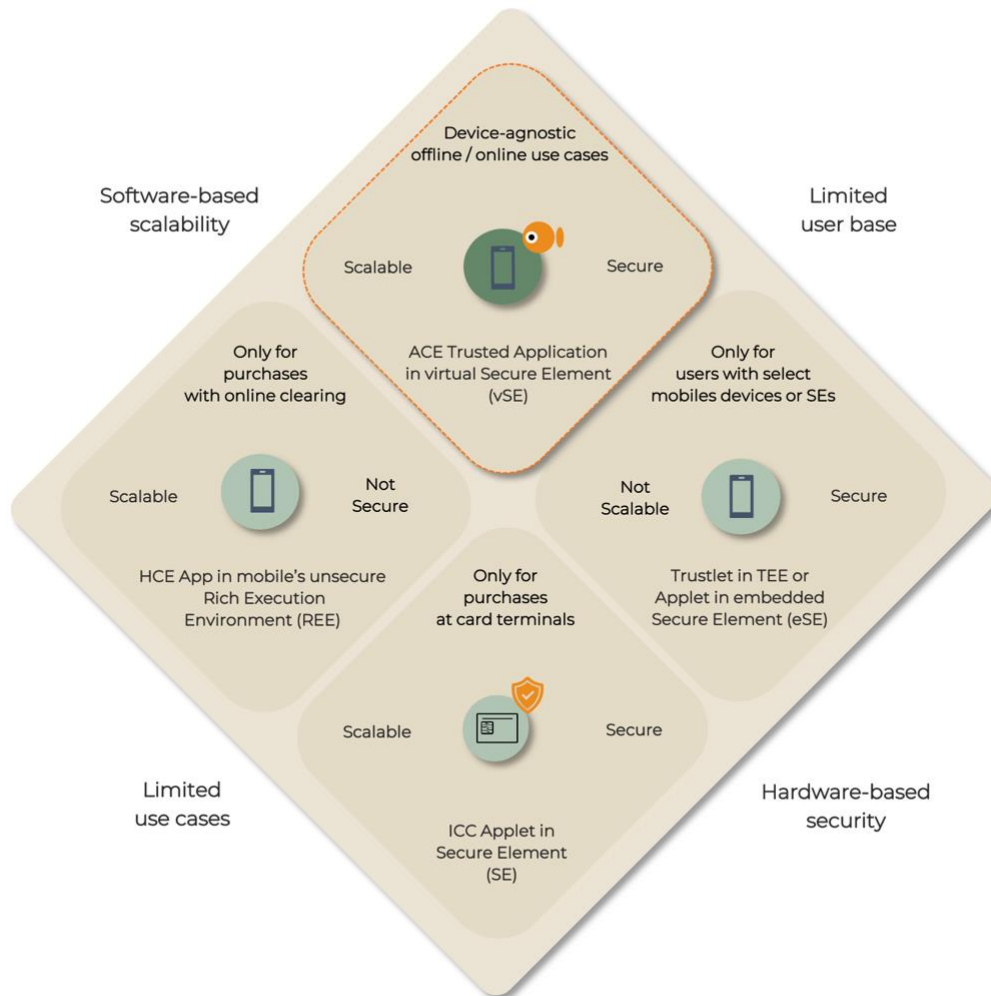 Device-agnostic
offline / online use cases
Software-based
scalability
Limited
user base
Scalable
Secure
ACE Trusted Application
in virtual Secure Element
(vSE)
Only for
purchases
with online clearing
Only for
users with select
mobiles devices or SEs
Scalable
Not
Secure
Not
Scalable
Secure
HCE App in mobile's unsecure
Rich Execution
Environment (REE)
Only for
purchases
at card terminals
Trustlet in TEE or
Applet in embedded
Secure Element (eSE)
Scalable
Secure
Limited
use cases
Hardware-based
security
ICC Applet in
Secure Element
(SE)